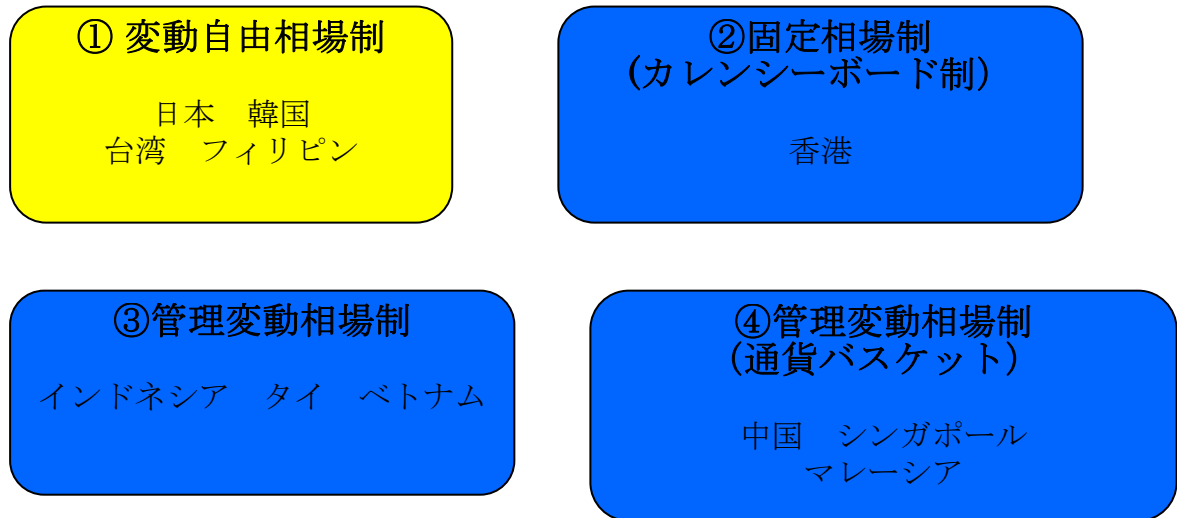 ① 変動自由相場制
日本　韓国
台湾　フィリピン
②固定相場制
(カレンシーボード制)
香港
③管理変動相場制
インドネシア　タイ　ベトナム
④管理変動相場制
(通貨バスケット)
中国　シンガポール
マレーシア